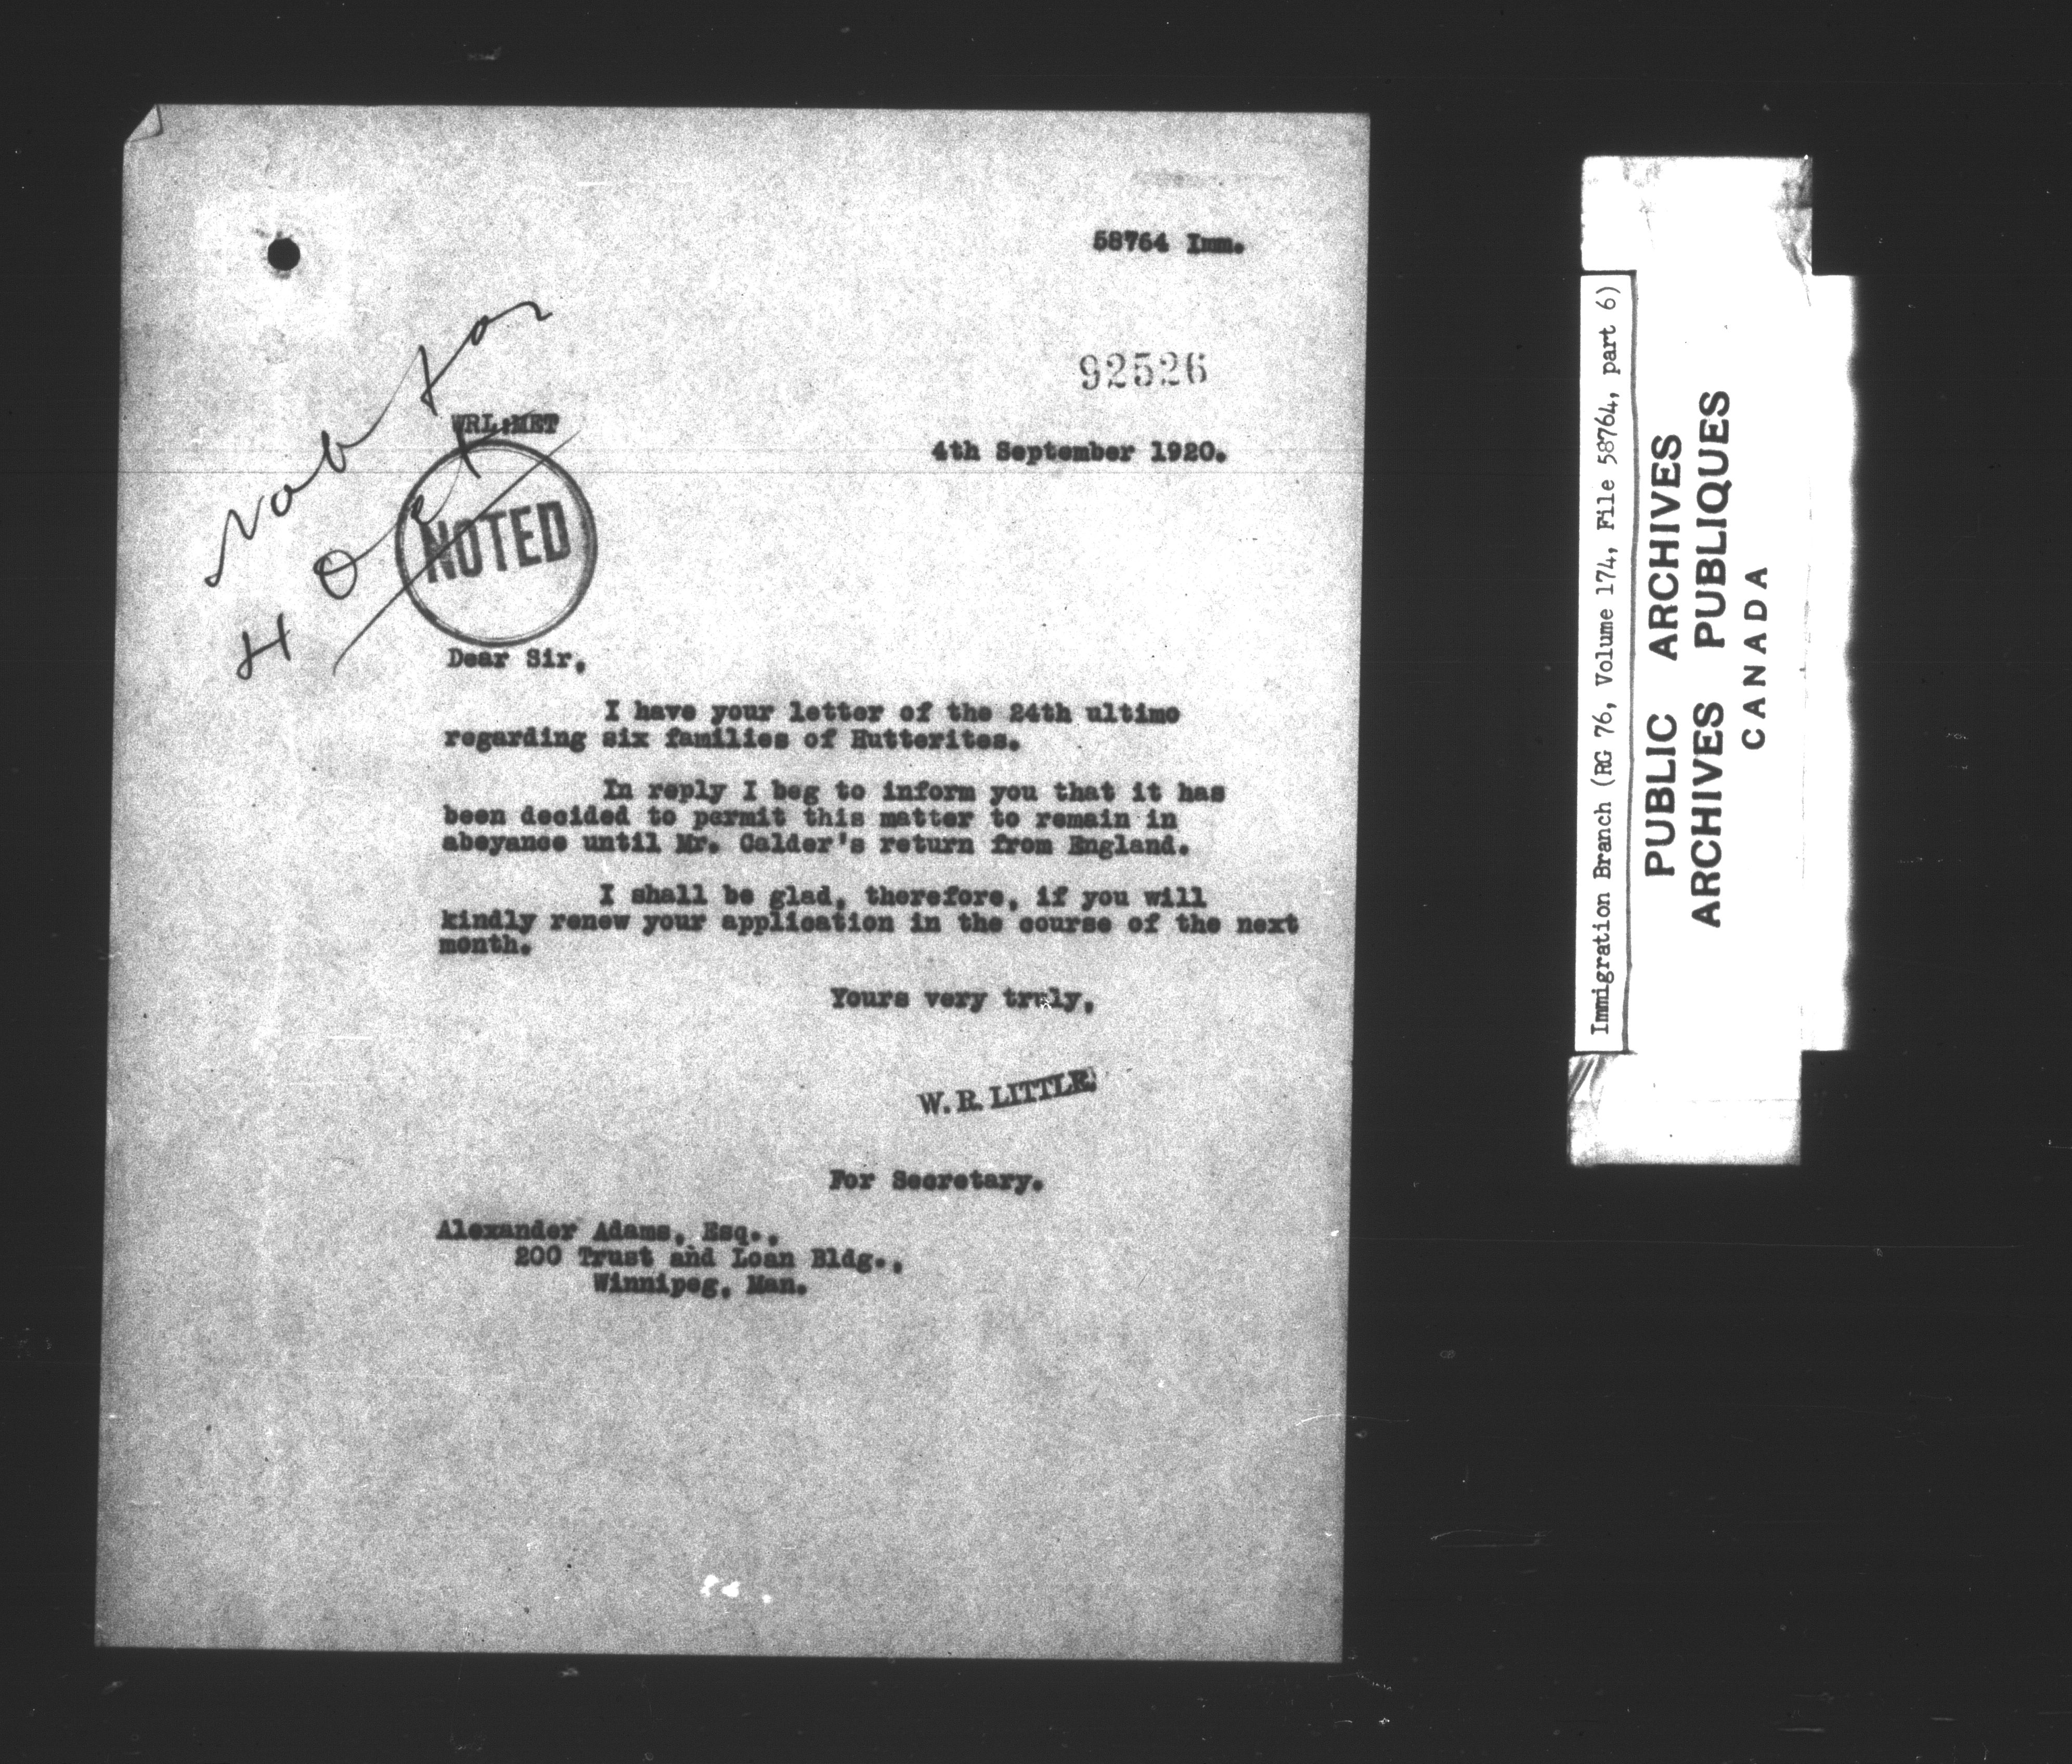 58764 Imm.
92526
nab for
4 Oct
WRL:MET
4th September 1920.
NOTED
Dear Sir,
I have your letter of the 24th ultimo
regarding six families of Hutterites.
In reply I beg to inform you that it has
been decided to permit this matter to remain in
abeyance until Mr. Calder's return from England.
I shall be glad, therefore, if you will
kindly renew your application in the course of the next
month.
Yours very truly,
W. R. LITTLE
For Secretary.
Alexander Adams, Esq.,
200 Trust and Loan Bldg.,
Winnipeg, Man.
Immigration Branch (RG 76, Volume 174, File 58764, part 6)
PUBLIC ARCHIVES
ARCHIVES PUBLIQUES
CANADA